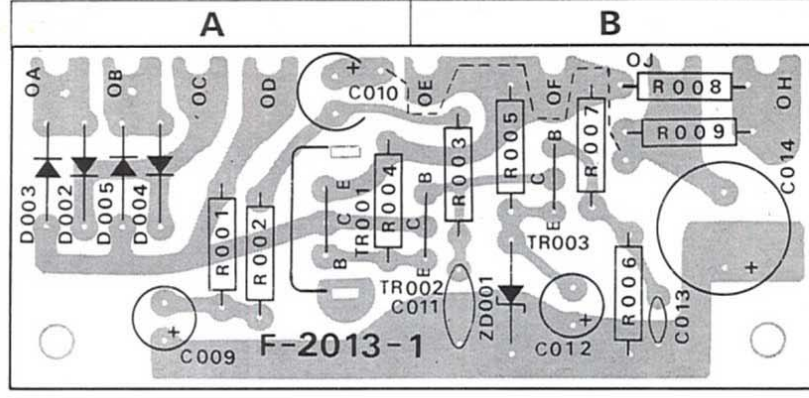 A B
OA OB OC OD C010 OE OF OJ OH
R008
R009
D003 D002 D005 D004
R001 R002
E C B
TR001
R004
B C E
TR002
R003
R005
B C E
TR003
R007
C014
+
C009
+
F-2013-1
C011
ZD001
C012
+
R006
C013
+